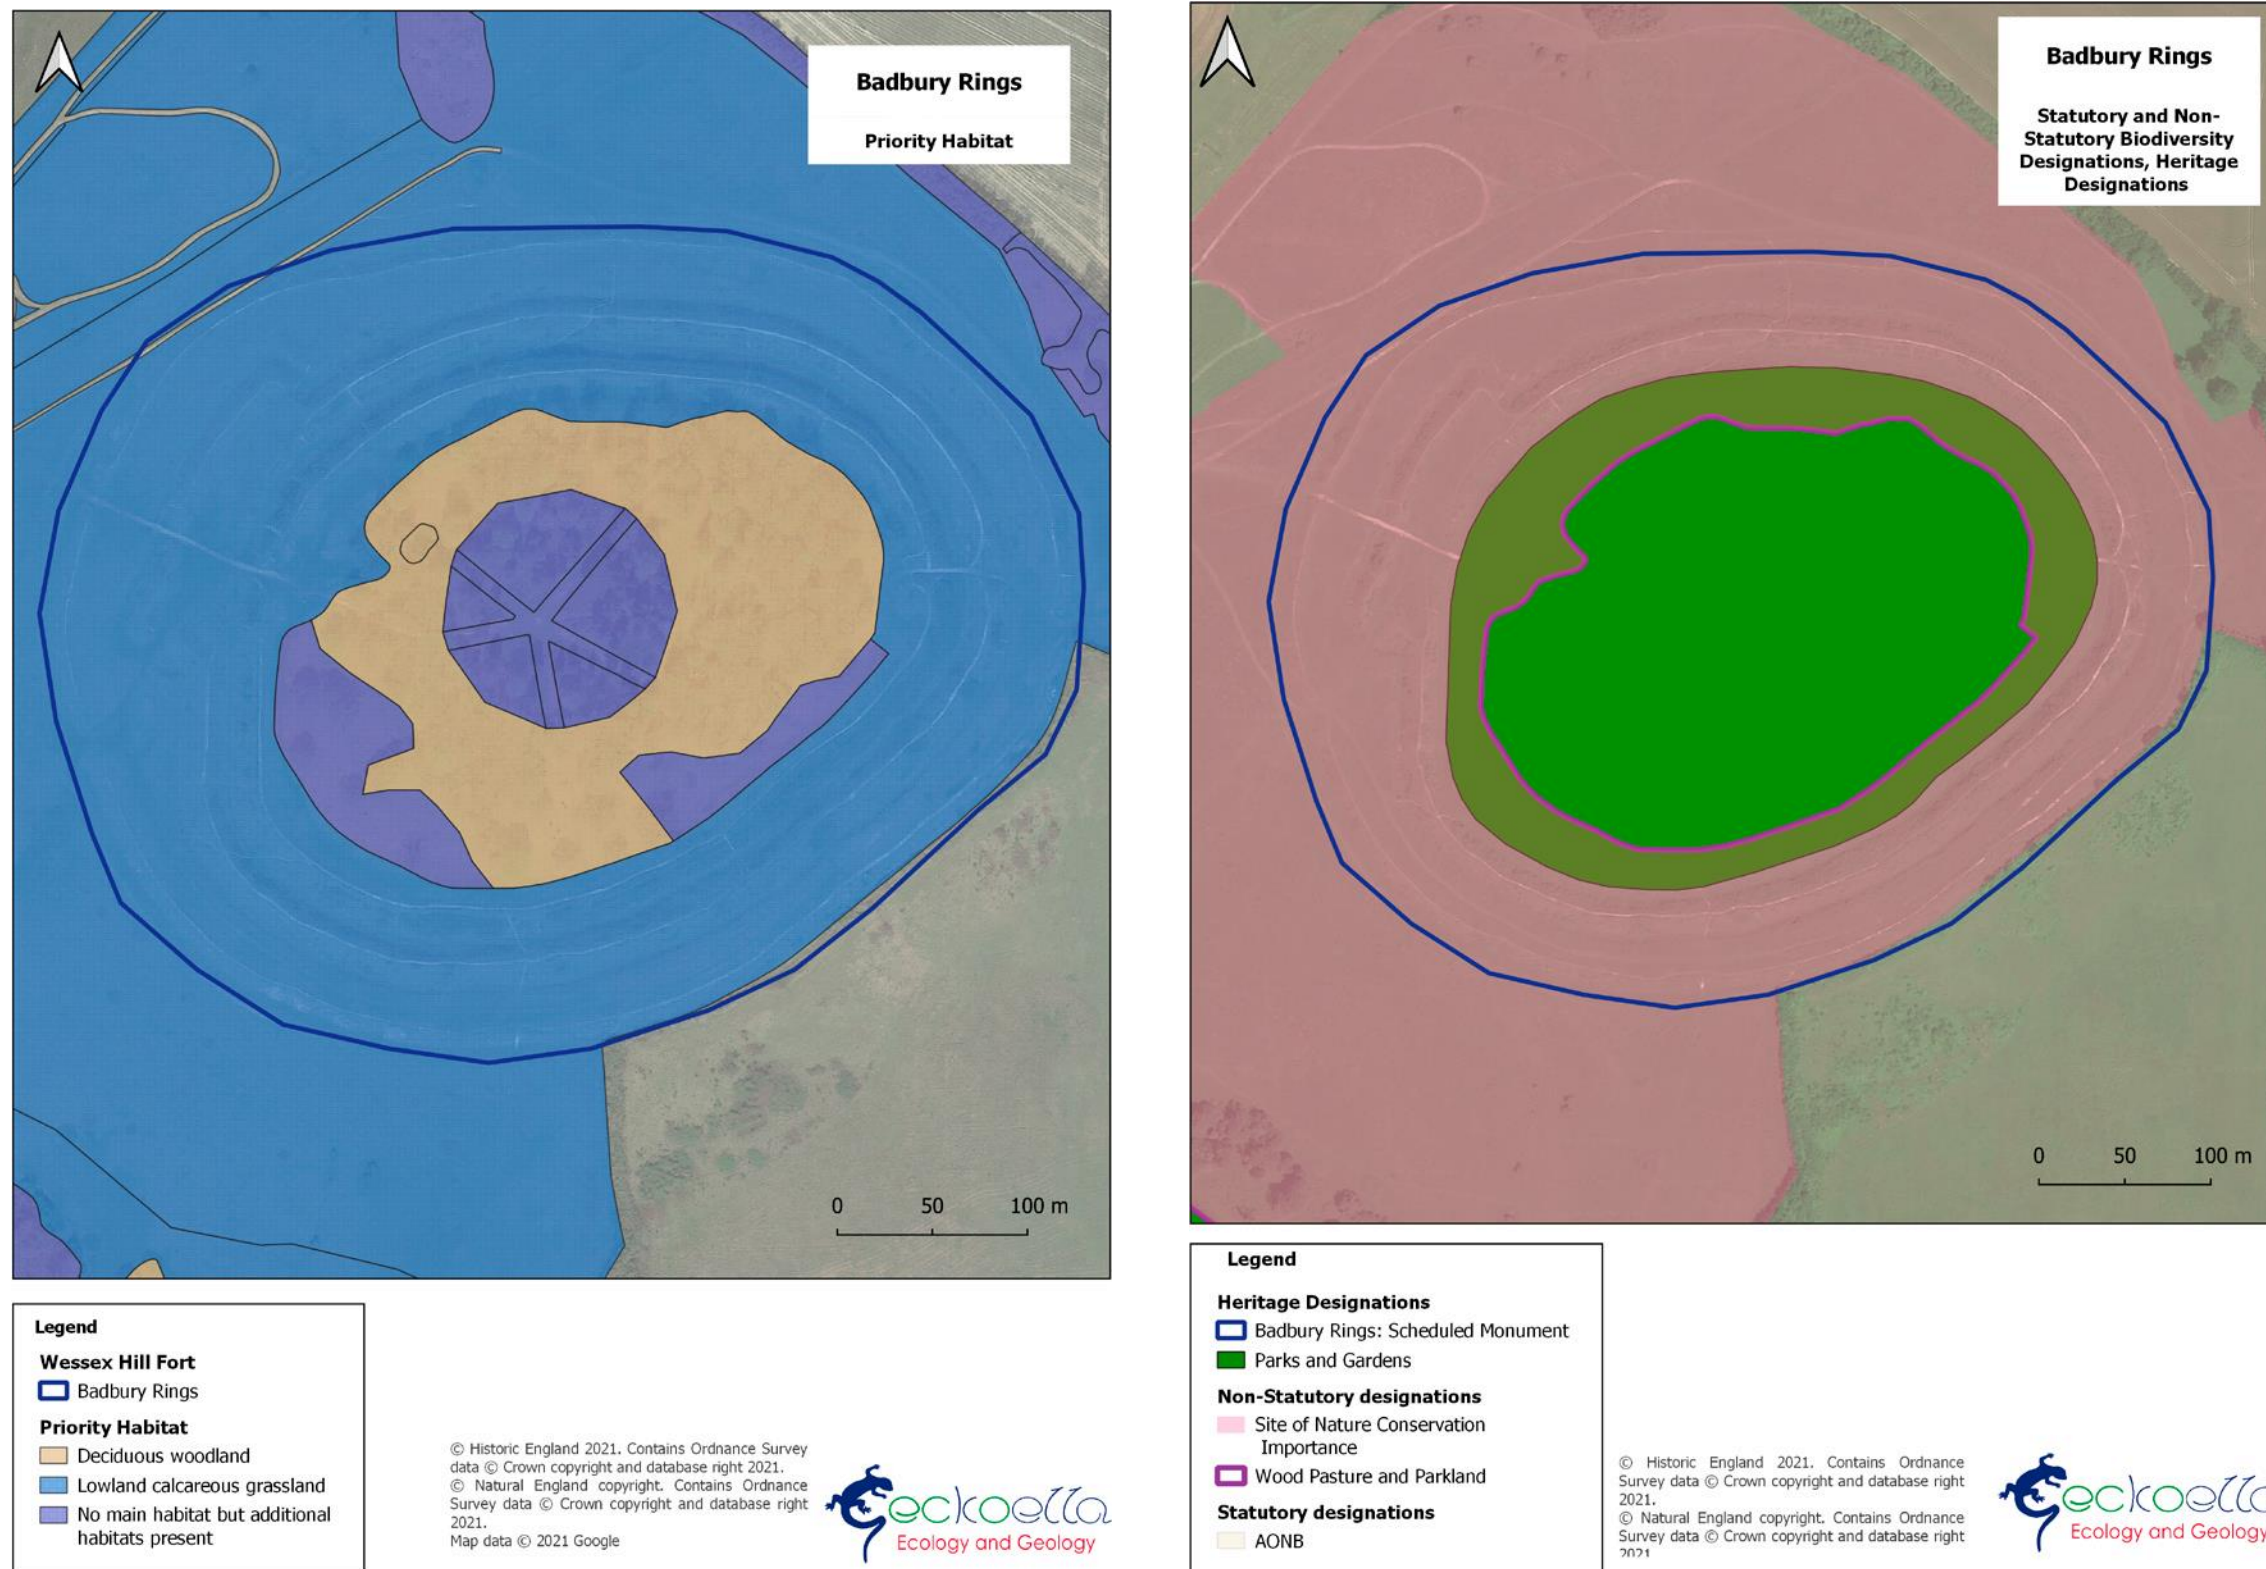 Badbury Rings
Priority Habitat
0 50 100 m
Legend
Wessex Hill Fort
Badbury Rings
Priority Habitat
Deciduous woodland
Lowland calcareous grassland
No main habitat but additional
habitats present
© Historic England 2021. Contains Ordnance Survey
data © Crown copyright and database right 2021.
© Natural England copyright. Contains Ordnance
Survey data © Crown copyright and database right
2021.
Map data © 2021 Google
eckoella
Ecology and Geology
Badbury Rings
Statutory and Non-
Statutory Biodiversity
Designations, Heritage
Designations
0 50 100 m
Legend
Heritage Designations
Badbury Rings: Scheduled Monument
Parks and Gardens
Non-Statutory designations
Site of Nature Conservation
Importance
Wood Pasture and Parkland
Statutory designations
AONB
© Historic England 2021. Contains Ordnance
Survey data © Crown copyright and database right
2021.
© Natural England copyright. Contains Ordnance
Survey data © Crown copyright and database right
2021
eckoella
Ecology and Geology